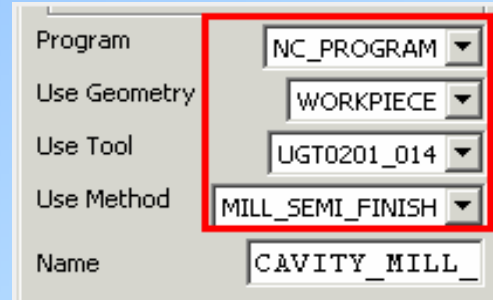 Program NC_PROGRAM
Use Geometry WORKPIECE
Use Tool UGT0201_014
Use Method MILL_SEMI_FINISH
Name CAVITY_MILL_